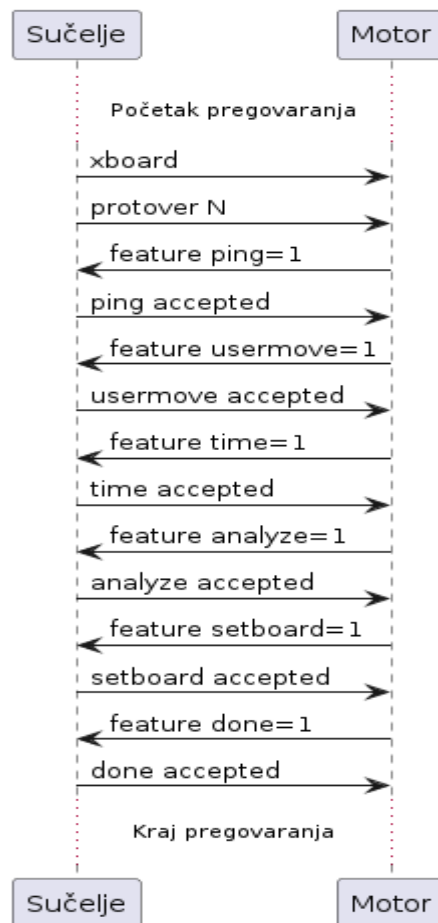 Sučelje Motor
Početak pregovaranja
xboard
protover N
feature ping=1
ping accepted
feature usermove=1
usermove accepted
feature time=1
time accepted
feature analyze=1
analyze accepted
feature setboard=1
setboard accepted
feature done=1
done accepted
Kraj pregovaranja
Sučelje Motor